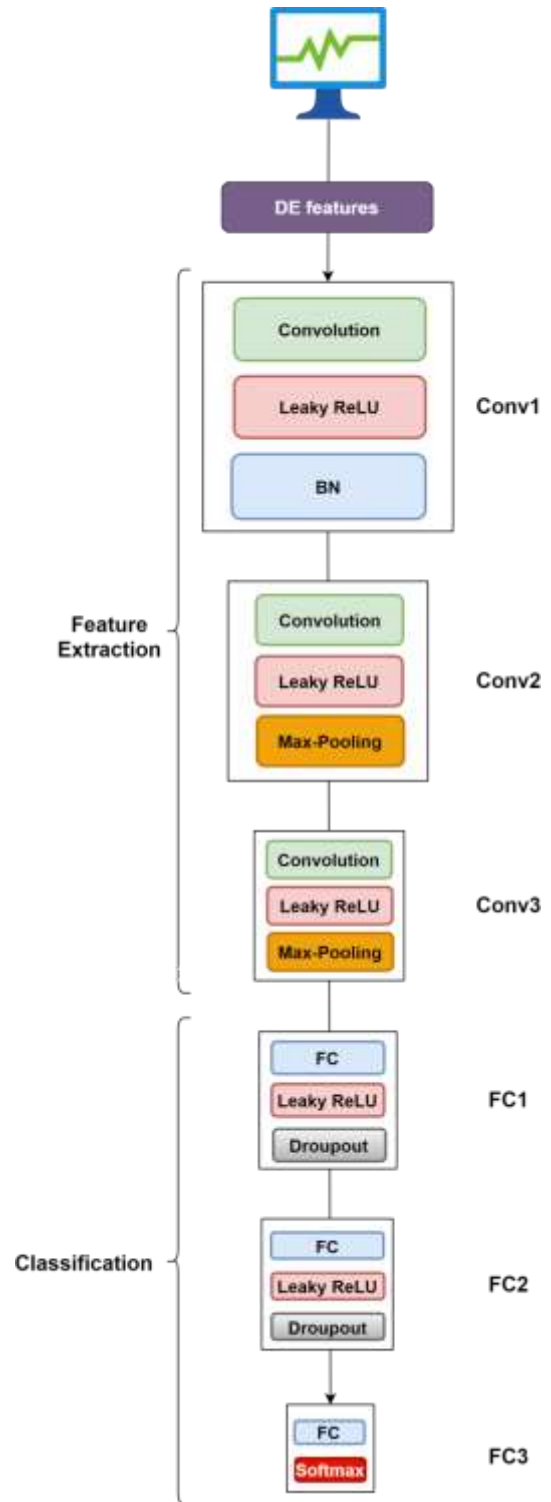 DE features
Convolution
Leaky ReLU
Conv1
BN
Feature
Extraction
Convolution
Leaky ReLU
Conv2
Max-Pooling
Convolution
Leaky ReLU
Conv3
Max-Pooling
FC
Leaky ReLU
FC1
Droupout
Classification
FC
Leaky ReLU
FC2
Droupout
FC
Softmax
FC3